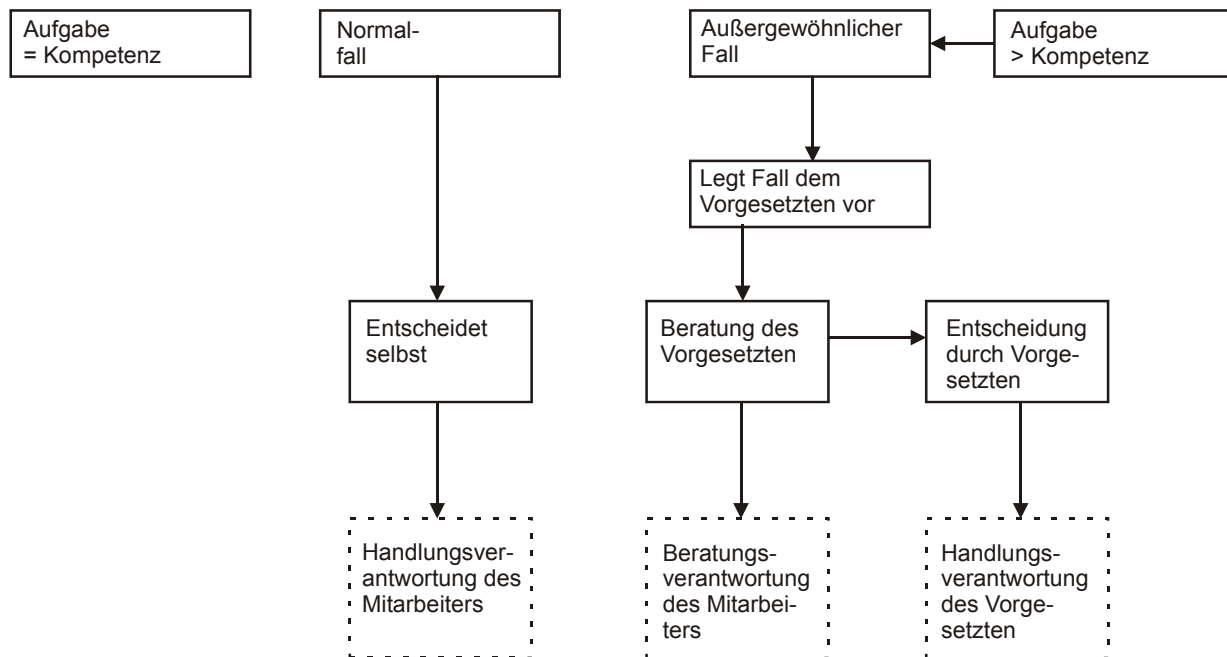 Aufgabe
= Kompetenz
Normal-
fall
Außergewöhnlicher
Fall
Aufgabe
> Kompetenz
Legt Fall dem
Vorgesetzten vor
Entscheidet
selbst
Beratung des
Vorgesetzten
Entscheidung
durch Vorge-
setzten
Handlungsver-
antwortung des
Mitarbeiters
Beratungs-
verantwortung
des Mitarbei-
ters
Handlungs-
verantwortung
des Vorge-
setzten